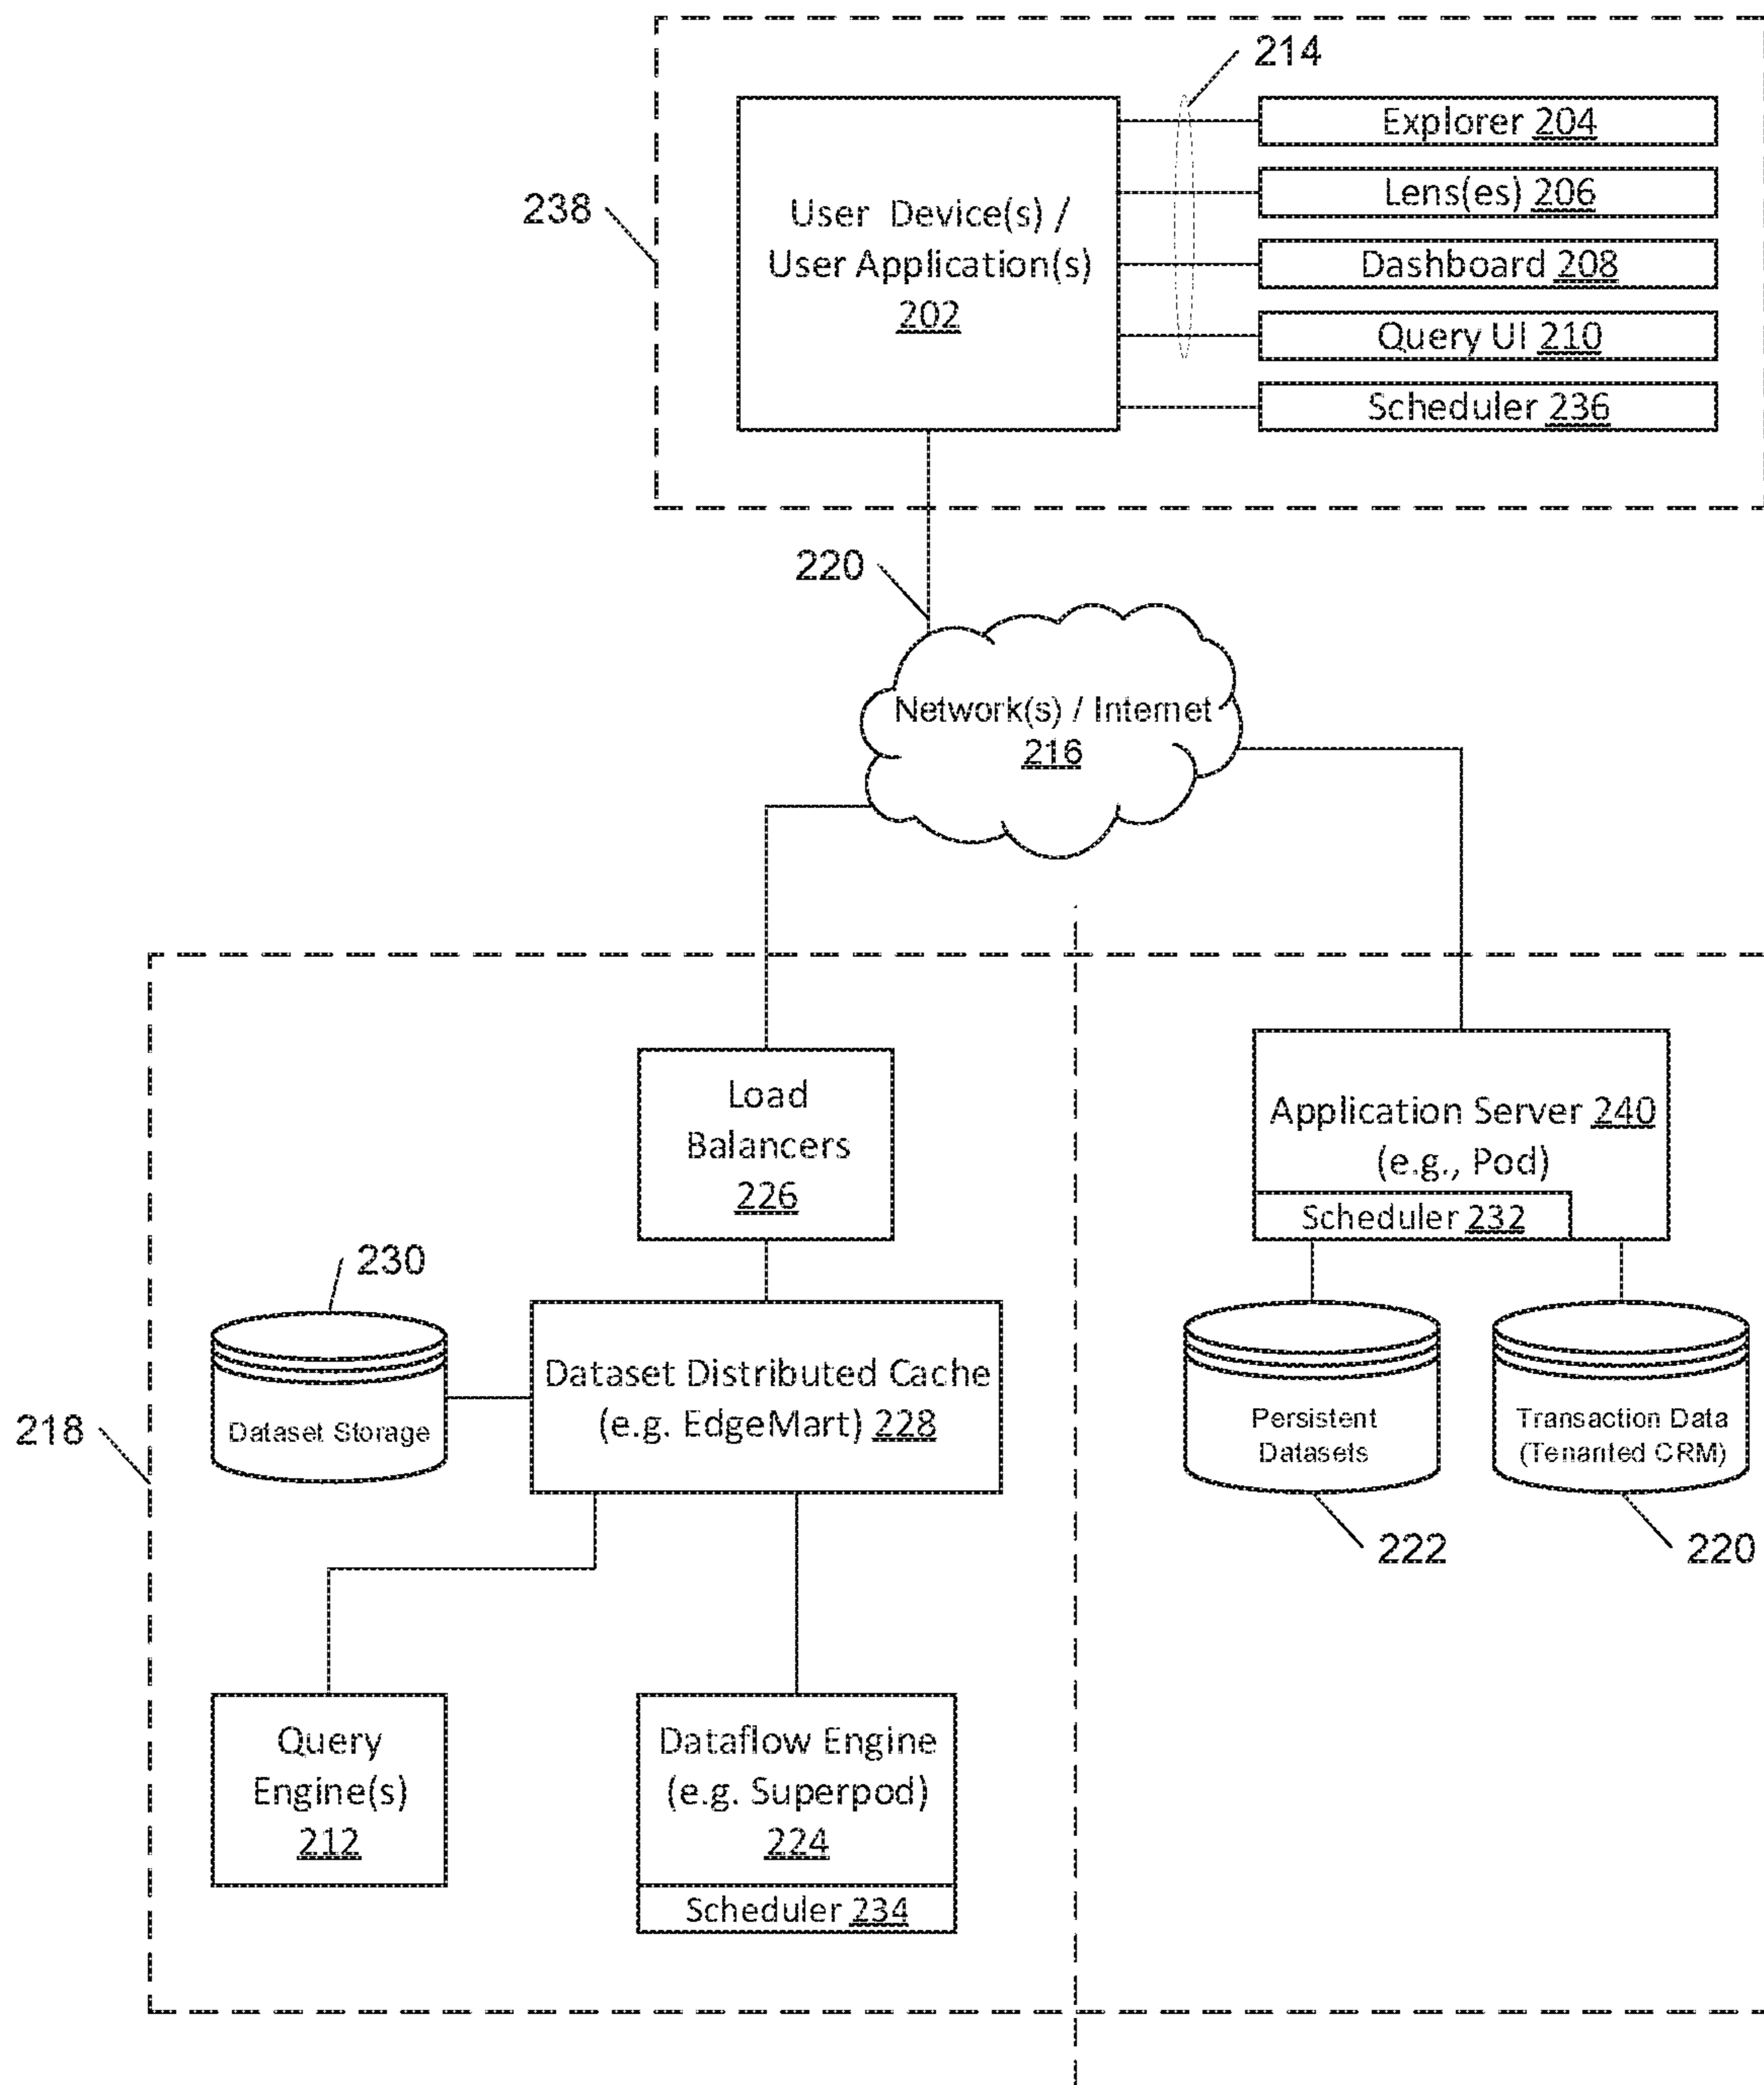 214
Explorer 204
Lens(es) 206
Dashboard 208
Query UI 210
Scheduler 236
238
User Device(s) /
User Application(s)
202
220
Network(s) / Internet
216
Load
Balancers
226
Application Server 240
(e.g., Pod)
Scheduler 232
230
Dataset Storage
Dataset Distributed Cache
(e.g. EdgeMart) 228
218
Persistent
Datasets
Transaction Data
(Tenanted CRM)
222
220
Query
Engine(s)
212
Dataflow Engine
(e.g. Superpod)
224
Scheduler 234